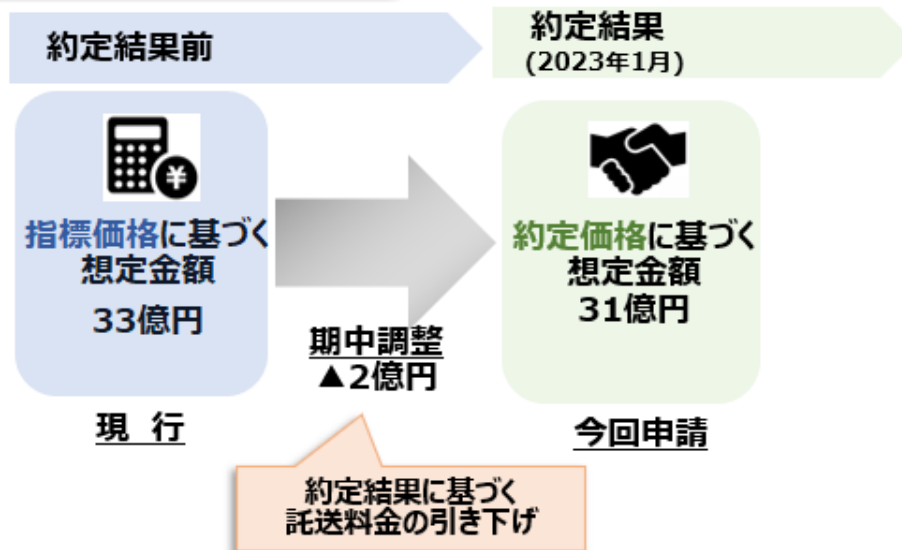 約定結果前
約定結果
(2023年1月)
¥
指標価格に基づく
想定金額
33億円
約定価格に基づく
想定金額
31億円
期中調整
▲2億円
現 行
今回申請
約定結果に基づく
託送料金の引き下げ